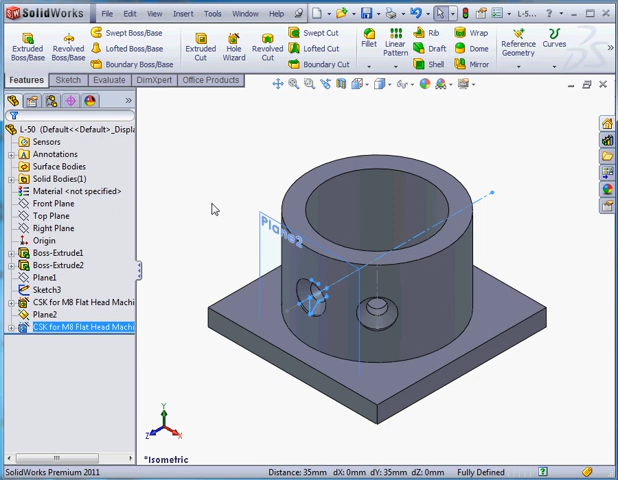 SolidWorks File Edit View Insert Tools Window Help L-5...
Extruded Boss/Base
Revolved Boss/Base
Swept Boss/Base
Lofted Boss/Base
Boundary Boss/Base
Extruded Cut
Hole Wizard
Revolved Cut
Swept Cut
Lofted Cut
Boundary Cut
Fillet
Linear Pattern
Rib
Draft
Shell
Wrap
Dome
Mirror
Reference Geometry
Curves
Features Sketch Evaluate DimXpert Office Products
L-50 (Default<<Default>_Displa
Sensors
Annotations
Surface Bodies
Solid Bodies(1)
Material <not specified>
Front Plane
Top Plane
Right Plane
Origin
Boss-Extrude1
Boss-Extrude2
Plane1
Sketch3
CSK for M8 Flat Head Machi
Plane2
CSK for M8 Flat Head Machi
Plane2
Y
Z
X
*Isometric
SolidWorks Premium 2011 Distance: 35mm dX: 0mm dY: 35mm dZ: 0mm Fully Defined